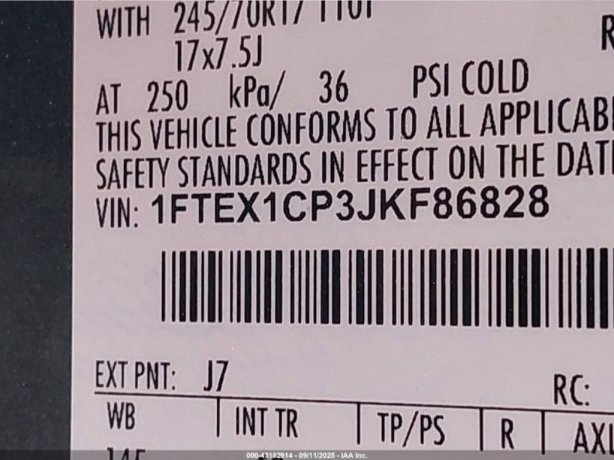 WITH 245/70R17 110T
17x7.5J
AT 250 kPa/ 36 PSI COLD
THIS VEHICLE CONFORMS TO ALL APPLICAB
SAFETY STANDARDS IN EFFECT ON THE DAT
VIN: 1FTEX1CP3JKF86828
EXT PNT: J7 RC:
WB INT TR TP/PS R AXL
145
000-43182914 - 09/11/2025 - IAA Inc.